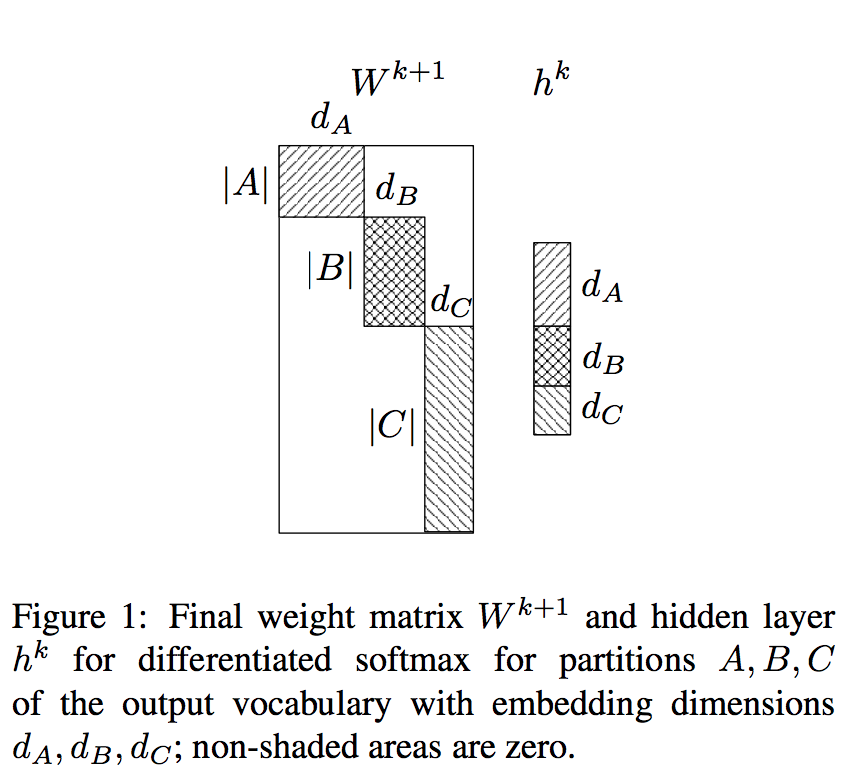 W^{k+1} h^k
d_A
|A| d_B
|B| d_C
d_A
d_B
|C| d_C
Figure 1: Final weight matrix W^{k+1} and hidden layer
h^k for differentiated softmax for partitions A, B, C
of the output vocabulary with embedding dimensions
d_A, d_B, d_C; non-shaded areas are zero.